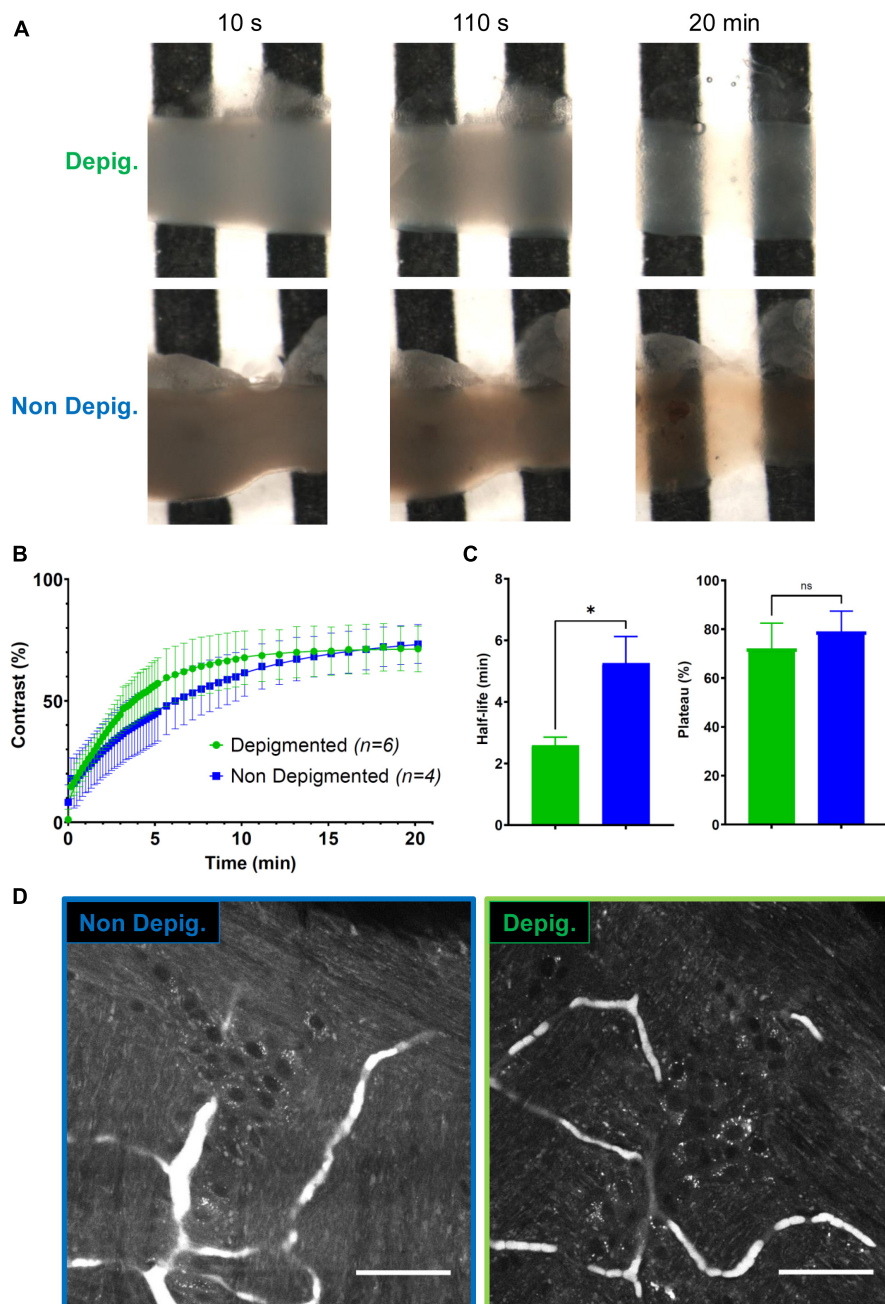 A
10 s 110 s 20 min
Depig.
Non Depig.
B
100
50
0
Contrast (%)
Depigmented (n=6)
Non Depigmented (n=4)
0 5 10 15 20
Time (min)
C
8
6
4
2
0
Half-life (min)
*
100
80
60
40
20
0
Plateau (%)
ns
D
Non Depig.
Depig.